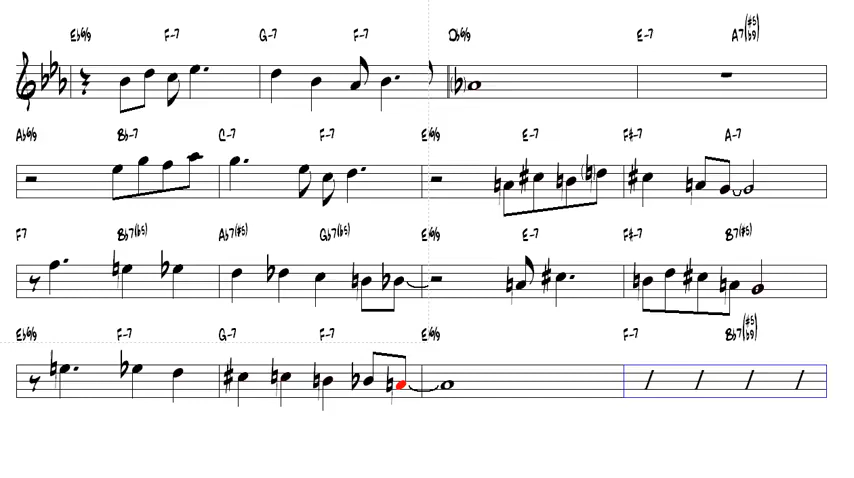 E♭6/9 F-7 G-7 F-7 D♭6/9 E-7 A7(♯5♭9)
A♭6/9 B♭-7 C-7 F-7 E6/9 E-7 F♯-7 A-7
F7 B♭7(♭5) A♭7(♯5) G♭7(♭5) E6/9 E-7 F♯-7 B7(♯5)
E♭6/9 F-7 G-7 F-7 E6/9 F-7 B♭7(♯5♭9)